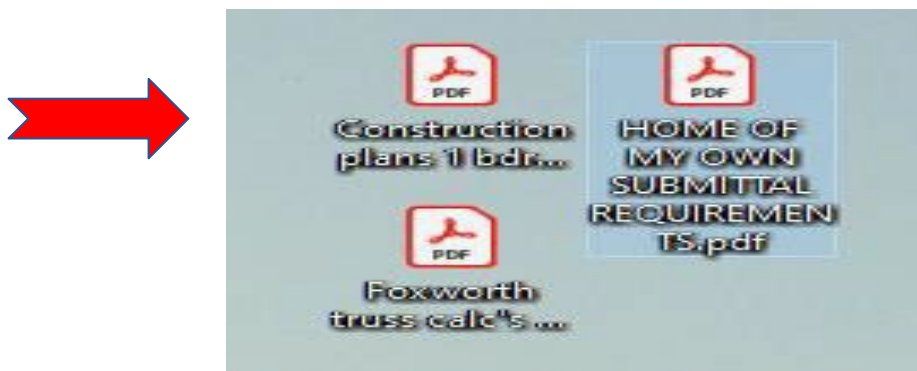 PDF
Construction
plans 1 bdr...
PDF
HOME OF
MY OWN
SUBMITTAL
REQUIREMEN
TS.pdf
PDF
Foxworth
truss calc"s ...